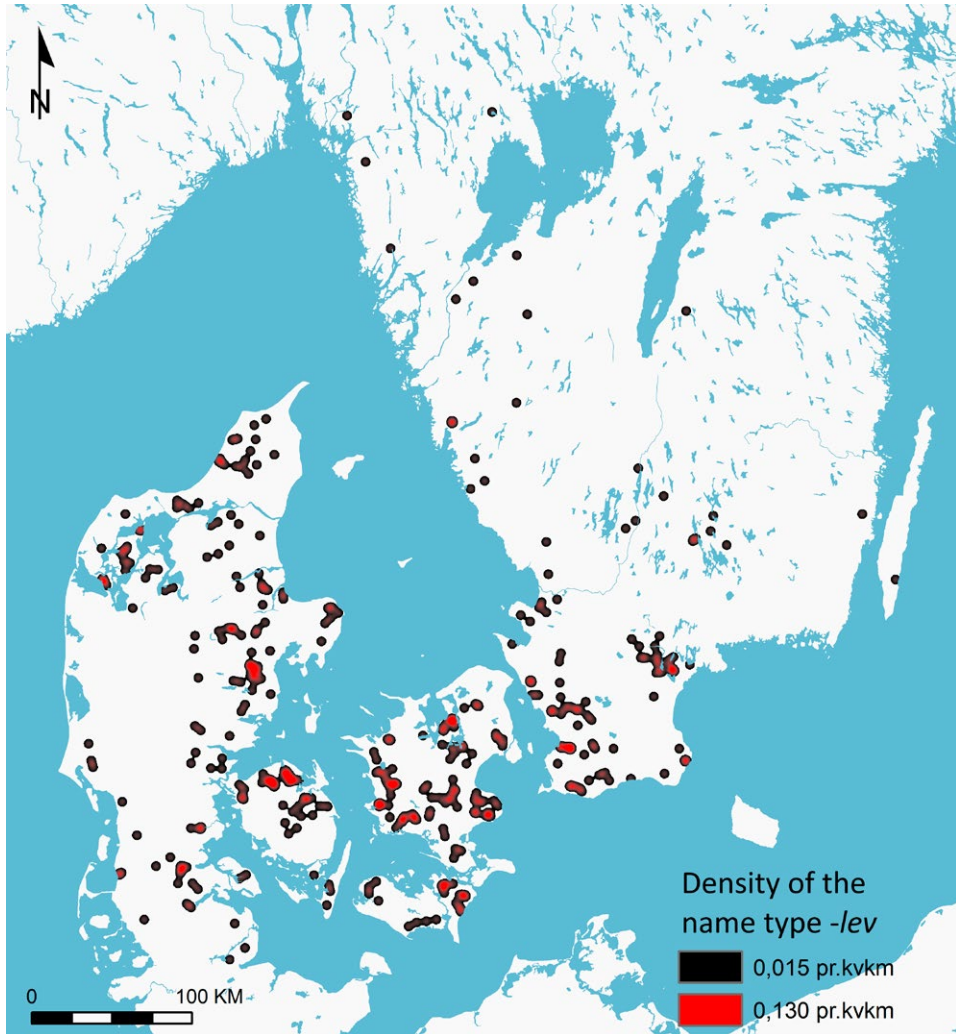 N
Density of the
name type -lev
0,015 pr.kvkm
0,130 pr.kvkm
0 100 KM